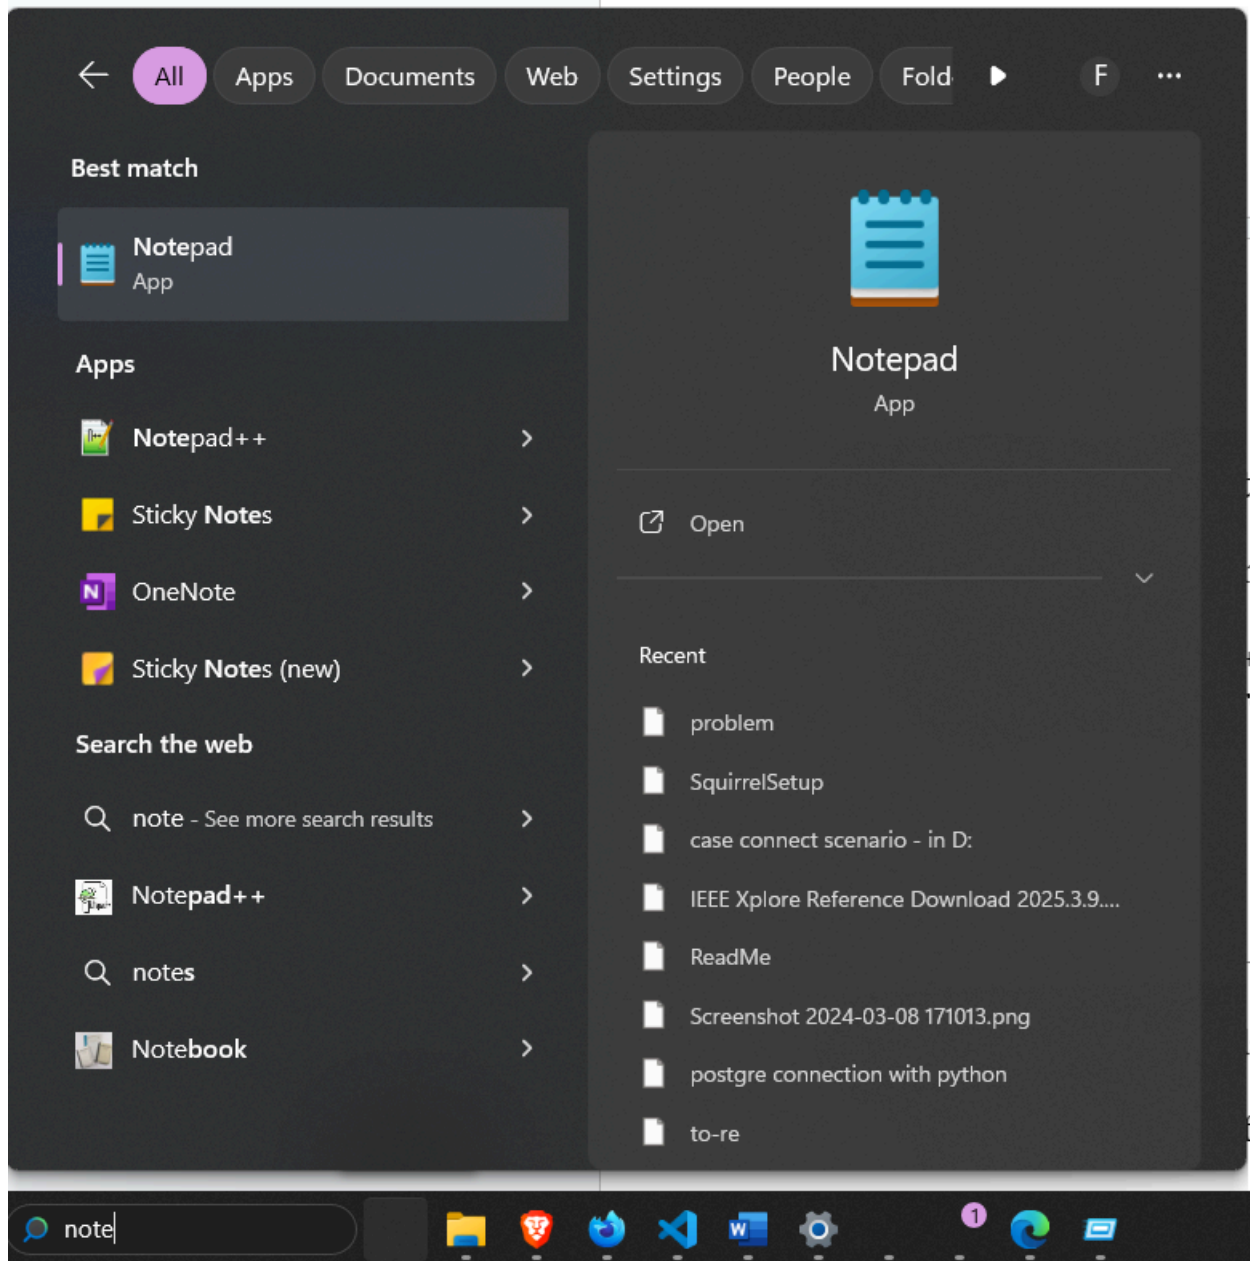 All
Apps
Documents
Web
Settings
People
Fold
F
Best match
Notepad
App
Apps
Notepad++
Sticky Notes
OneNote
Sticky Notes (new)
Search the web
note - See more search results
Notepad++
notes
Notebook
Notepad
App
Open
Recent
problem
SquirrelSetup
case connect scenario - in D:
IEEE Xplore Reference Download 2025.3.9....
ReadMe
Screenshot 2024-03-08 171013.png
postgre connection with python
to-re
note
1